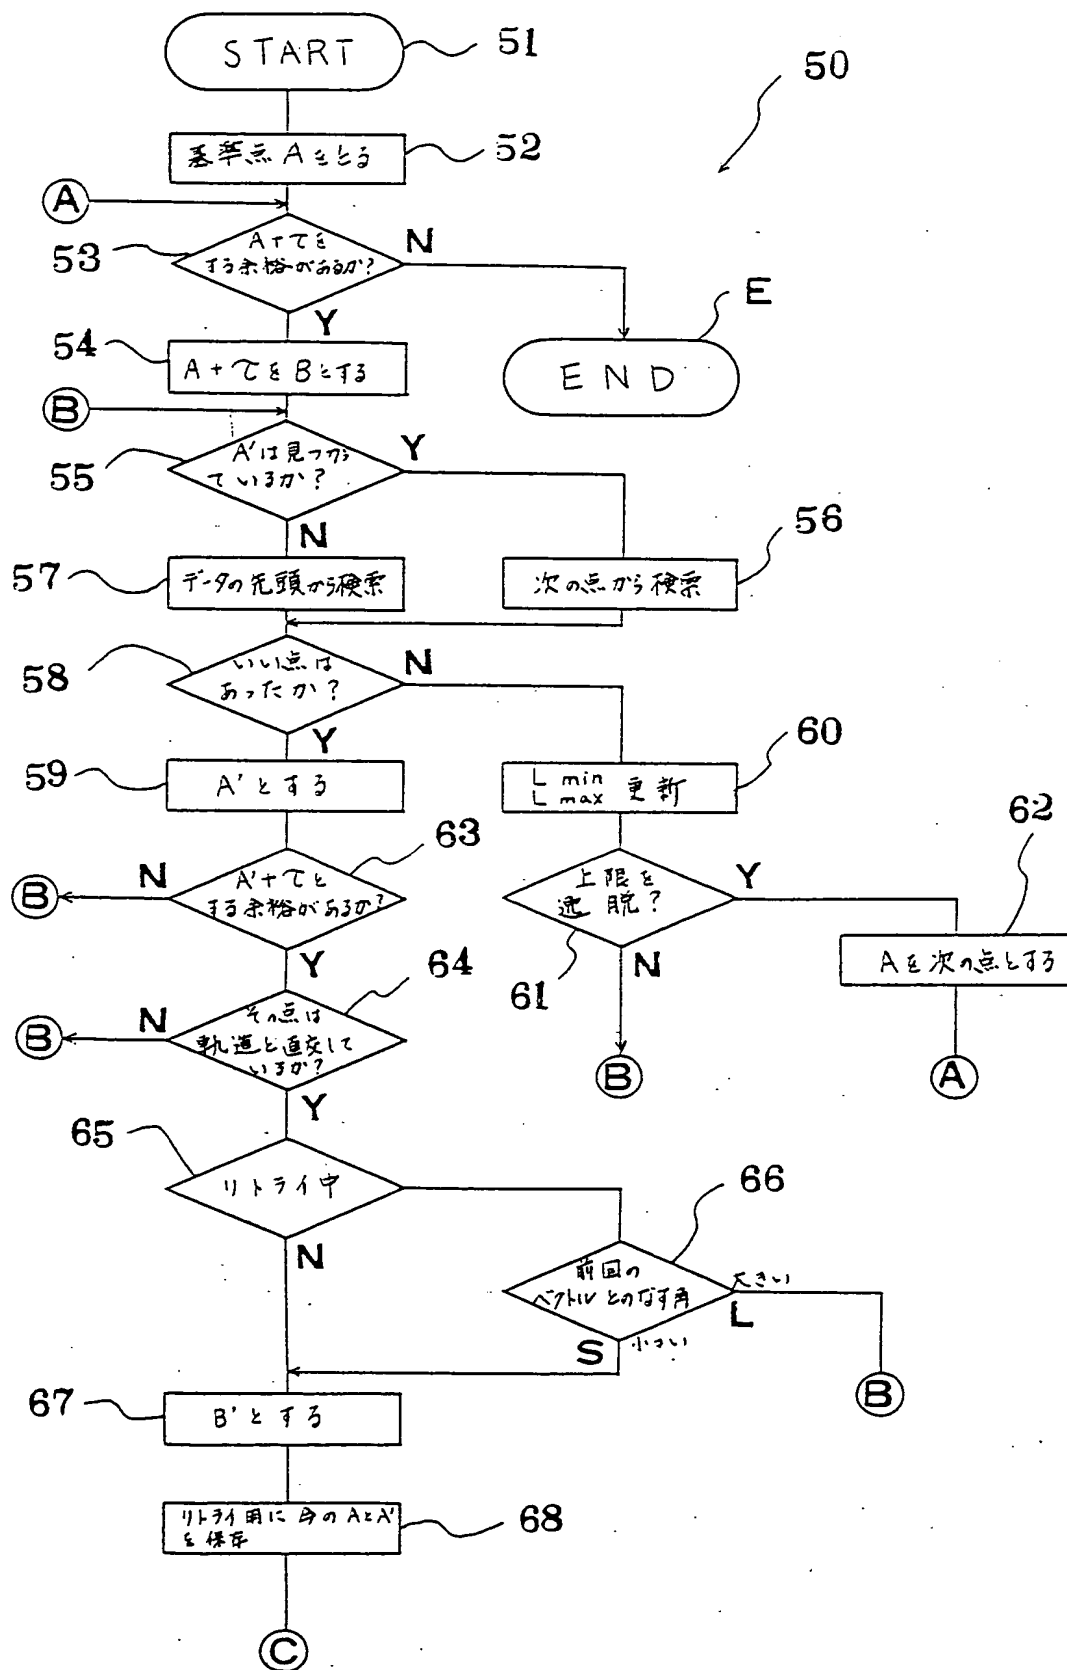 START
51
50
基準点 Aをとる
52
A
A+τを
する余裕があるか?
53
N
Y
E
END
54
A+τをBとする
B
A'は見つかっ
ているか?
55
Y
N
56
57
データの先頭から検索
次の点から検索
58
いい点は
あったか?
N
Y
59
A'とする
60
L min
L max 更新
62
63
A'+τと
する余裕があるか?
N
B
Y
上限を
逸脱?
Y
61
N
Aを次の点とする
64
その点は
軌道と直交して
いるか?
N
B
Y
B
A
65
リトライ中
N
66
前回の
ベクトルとのなす角
大きい
L
S
小さい
B
67
B'とする
リトライ用に今のAとA'
を保存
68
C